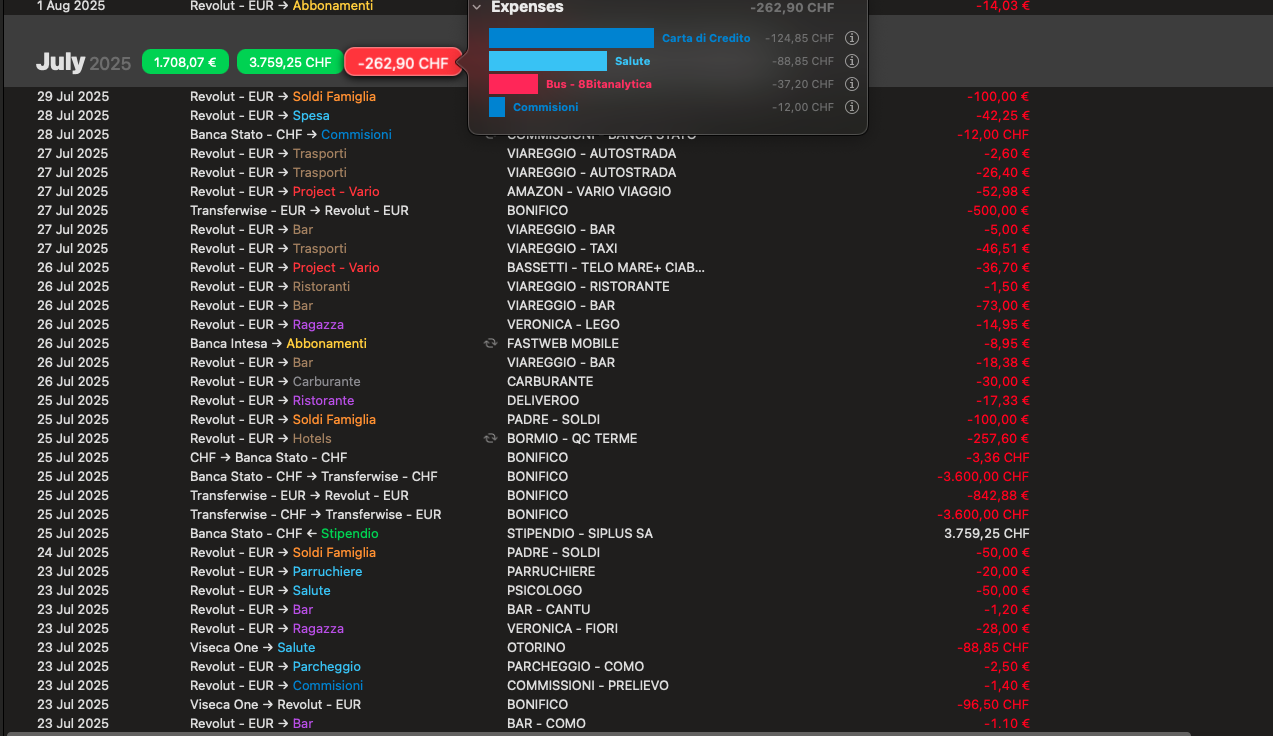 1 Aug 2025 Revolut - EUR → Abbonamenti -14,03 €
Expenses -262,90 CHF
Carta di Credito -124,85 CHF
Salute -88,85 CHF
Bus - 8Bitanalytica -37,20 CHF
Commisioni -12,00 CHF
July 2025 1.708,07 € 3.759,25 CHF -262,90 CHF
29 Jul 2025 Revolut - EUR → Soldi Famiglia -100,00 €
28 Jul 2025 Revolut - EUR → Spesa -42,25 €
28 Jul 2025 Banca Stato - CHF → Commisioni COMMISSIONI - BANCA STATO -12,00 CHF
27 Jul 2025 Revolut - EUR → Trasporti VIAREGGIO - AUTOSTRADA -2,60 €
27 Jul 2025 Revolut - EUR → Trasporti VIAREGGIO - AUTOSTRADA -26,40 €
27 Jul 2025 Revolut - EUR → Project - Vario AMAZON - VARIO VIAGGIO -52,98 €
27 Jul 2025 Transferwise - EUR → Revolut - EUR BONIFICO -500,00 €
27 Jul 2025 Revolut - EUR → Bar VIAREGGIO - BAR -5,00 €
27 Jul 2025 Revolut - EUR → Trasporti VIAREGGIO - TAXI -46,51 €
26 Jul 2025 Revolut - EUR → Project - Vario BASSETTI - TELO MARE+ CIAB... -36,70 €
26 Jul 2025 Revolut - EUR → Ristoranti VIAREGGIO - RISTORANTE -1,50 €
26 Jul 2025 Revolut - EUR → Bar VIAREGGIO - BAR -73,00 €
26 Jul 2025 Revolut - EUR → Ragazza VERONICA - LEGO -14,95 €
26 Jul 2025 Banca Intesa → Abbonamenti FASTWEB MOBILE -8,95 €
26 Jul 2025 Revolut - EUR → Bar VIAREGGIO - BAR -18,38 €
26 Jul 2025 Revolut - EUR → Carburante CARBURANTE -30,00 €
25 Jul 2025 Revolut - EUR → Ristorante DELIVEROO -17,33 €
25 Jul 2025 Revolut - EUR → Soldi Famiglia PADRE - SOLDI -100,00 €
25 Jul 2025 Revolut - EUR → Hotels BORMIO - QC TERME -257,60 €
25 Jul 2025 CHF → Banca Stato - CHF BONIFICO -3,36 CHF
25 Jul 2025 Banca Stato - CHF → Transferwise - CHF BONIFICO -3.600,00 CHF
25 Jul 2025 Transferwise - EUR → Revolut - EUR BONIFICO -842,88 €
25 Jul 2025 Transferwise - CHF → Transferwise - EUR BONIFICO -3.600,00 CHF
25 Jul 2025 Banca Stato - CHF ← Stipendio STIPENDIO - SIPLUS SA 3.759,25 CHF
24 Jul 2025 Revolut - EUR → Soldi Famiglia PADRE - SOLDI -50,00 €
23 Jul 2025 Revolut - EUR → Parruchiere PARRUCHIERE -20,00 €
23 Jul 2025 Revolut - EUR → Salute PSICOLOGO -50,00 €
23 Jul 2025 Revolut - EUR → Bar BAR - CANTU -1,20 €
23 Jul 2025 Revolut - EUR → Ragazza VERONICA - FIORI -28,00 €
23 Jul 2025 Viseca One → Salute OTORINO -88,85 CHF
23 Jul 2025 Revolut - EUR → Parcheggio PARCHEGGIO - COMO -2,50 €
23 Jul 2025 Revolut - EUR → Commisioni COMMISSIONI - PRELIEVO -1,40 €
23 Jul 2025 Viseca One → Revolut - EUR BONIFICO -96,50 CHF
23 Jul 2025 Revolut - EUR → Bar BAR - COMO -1,10 €